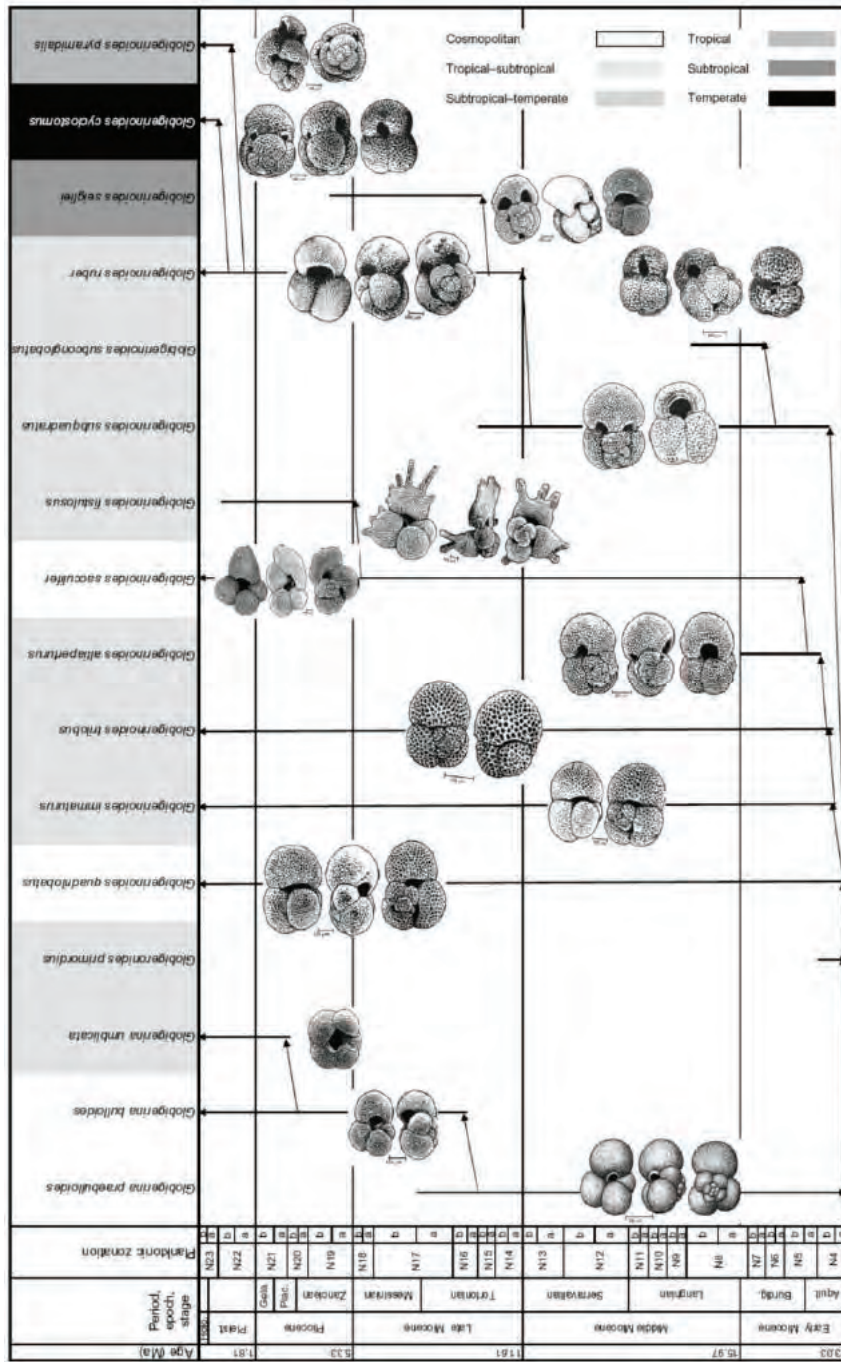 Cosmopolitan
Tropical–subtropical
Subtropical–temperate
Tropical
Subtropical
Temperate
Globigerinoides pyramidalis
Globigerinoides cyclostomus
Globigerinoides seigliei
Globigerinoides ruber
Globigerinoides subconglobatus
Globigerinoides subquadratus
Globigerinoides fistulosus
Globigerinoides sacculifer
Globigerinoides altiaperturus
Globigerinoides trilobus
Globigerinoides immaturus
Globigerinoides quadrilobatus
primordius
Globigerina umbilicata
Globigerina bulloides
Globigerina praebulloides
Planktonic zonation
N23 b a
N22 b a
N21 b a
N20 b a
N19 b a
N18 b a
N17 b a
N16 b a
N15 b a
N14 b a
N13 b a
N12 b a
N11 b a
N10 b a
N9 b a
N8 b a
N7 b a
N6 b a
N5 b a
N4 b a
Period,
epoch,
stage
Gela.
Piac.
Zanclean
Messinian
Tortonian
Serravallian
Langhian
Burdig.
Aquit.
Pleist.
Pliocene
Late Miocene
Middle Miocene
Early Miocene
Age (Ma)
1.81
5.33
11.61
15.97
3.03